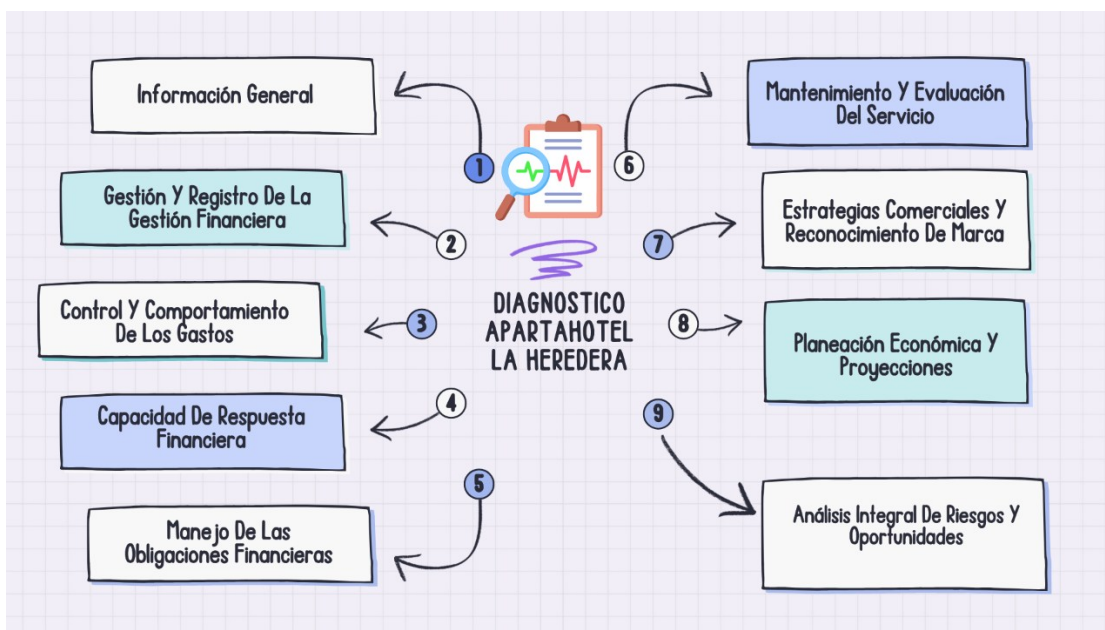 Información General
1
Gestión Y Registro De La
Gestión Financiera
2
Control Y Comportamiento
De Los Gastos
3
Capacidad De Respuesta
Financiera
4
Manejo De Las
Obligaciones Financieras
5
DIAGNOSTICO
APARTAHOTEL
LA HEREDERA
6
Mantenimiento Y Evaluación
Del Servicio
7
Estrategias Comerciales Y
Reconocimiento De Marca
8
Planeación Económica Y
Proyecciones
9
Análisis Integral De Riesgos Y
Oportunidades